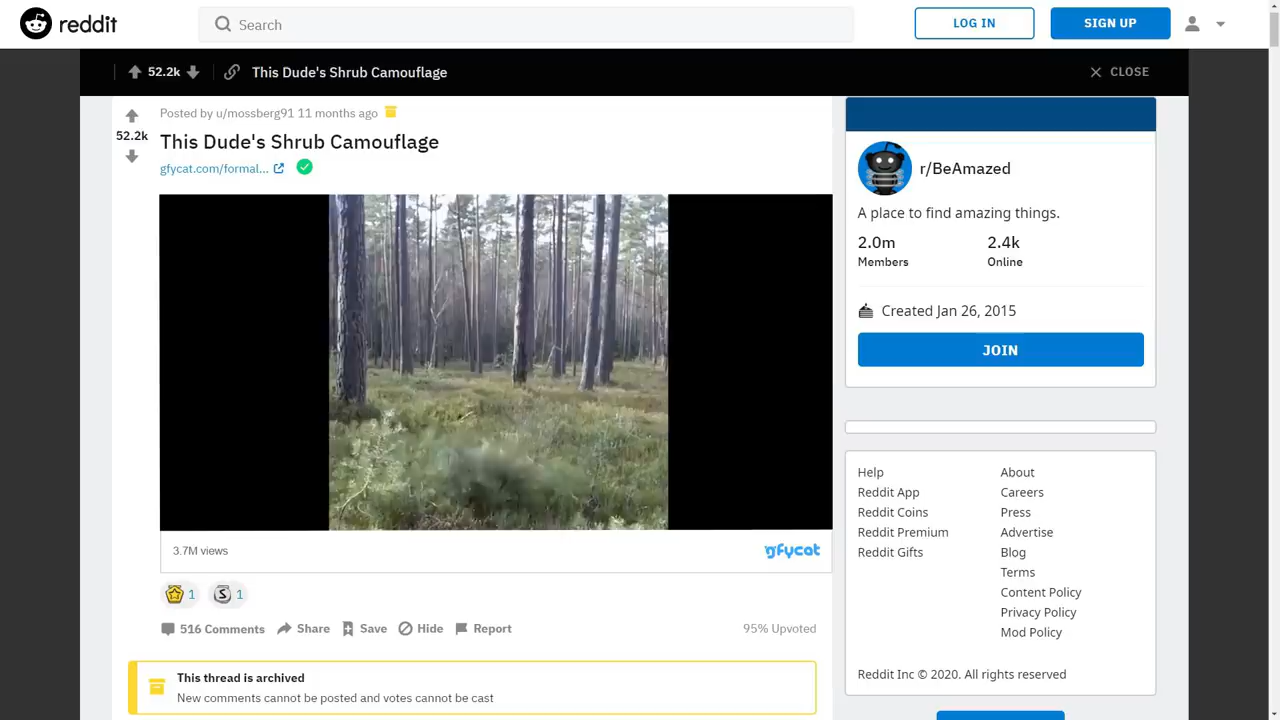 reddit
Search
LOG IN
SIGN UP
52.2k
This Dude's Shrub Camouflage
CLOSE
52.2k
Posted by u/mossberg91 11 months ago
This Dude's Shrub Camouflage
gfycat.com/formal...
3.7M views
gfycat
1
1
516 Comments
Share
Save
Hide
Report
95% Upvoted
This thread is archived
New comments cannot be posted and votes cannot be cast
r/BeAmazed
A place to find amazing things.
2.0m
Members
2.4k
Online
Created Jan 26, 2015
JOIN
Help
Reddit App
Reddit Coins
Reddit Premium
Reddit Gifts
About
Careers
Press
Advertise
Blog
Terms
Content Policy
Privacy Policy
Mod Policy
Reddit Inc © 2020. All rights reserved